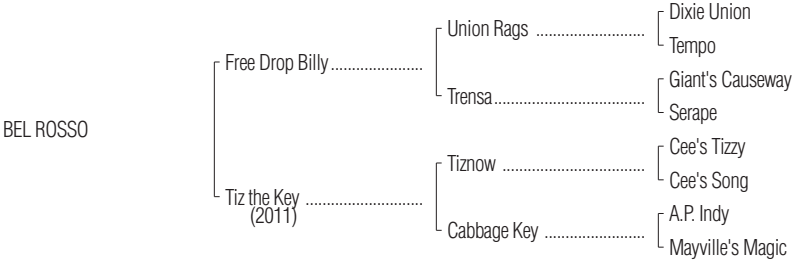 Dixie Union
Union Rags ........................
Tempo
Free Drop Billy......................
Giant's Causeway
Trensa.................................
Serape
BEL ROSSO
Cee's Tizzy
Tiznow ...............................
Cee's Song
Tiz the Key ..........................
(2011)
A.P. Indy
Cabbage Key ......................
Mayville's Magic